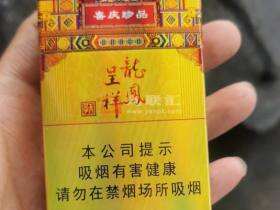 喜庆珍品
龍鳳
呈祥
本公司提示
吸烟有害健康
请勿在禁烟场所吸烟